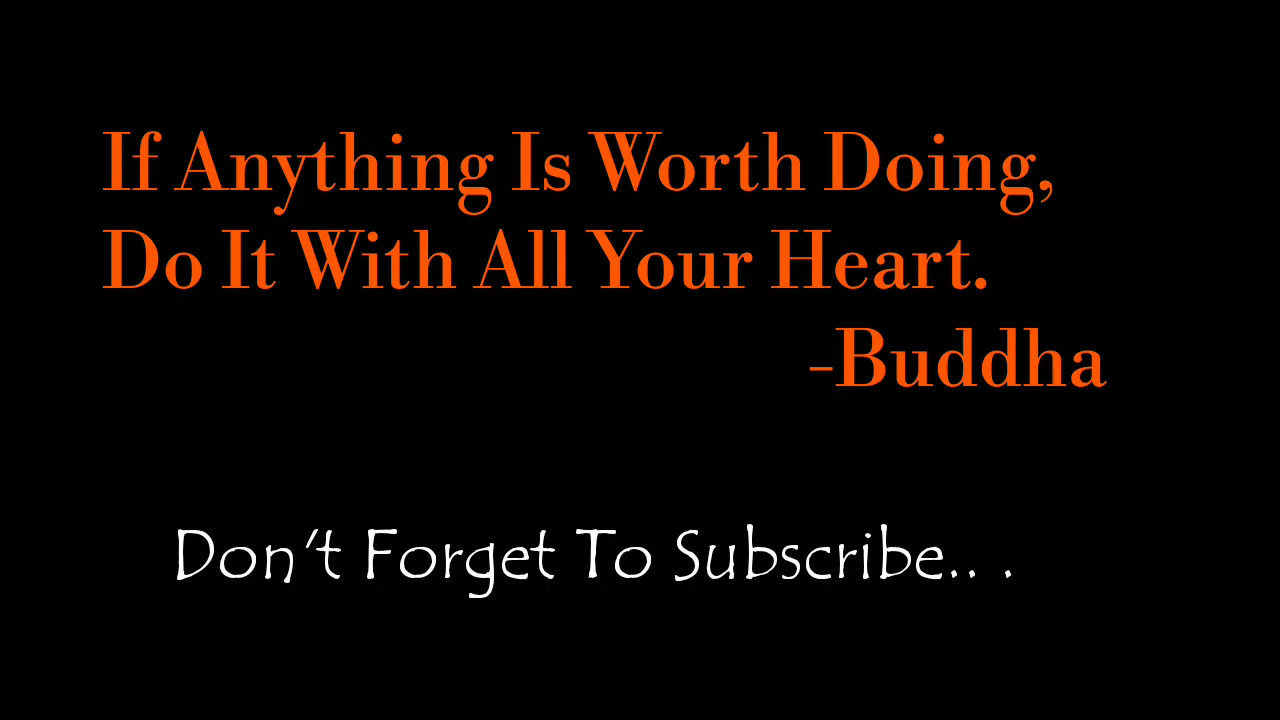 If Anything Is Worth Doing,
Do It With All Your Heart.
-Buddha
Don't Forget To Subscribe.. .